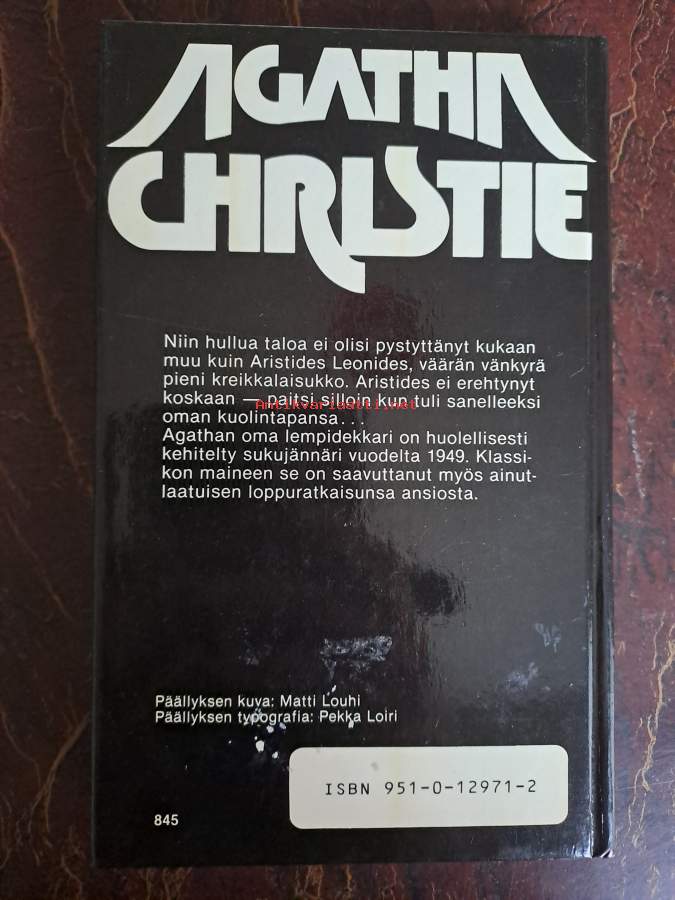 AGATHA
CHRISTIE
Niin hullua taloa ei olisi pystyttänyt kukaan
muu kuin Aristides Leonides, väärän vänkyrä
pieni kreikkalaisukko. Aristides ei erehtynyt
koskaan — paitsi silloin kun tuli sanelleeksi
Antikvariaatti.net
oman kuolintapansa...
Agathan oma lempidekkari on huolellisesti
kehitelty sukujännäri vuodelta 1949. Klassi-
kon maineen se on saavuttanut myös ainut-
laatuisen loppuratkaisunsa ansiosta.
Päällyksen kuva: Matti Louhi
Päällyksen typografia: Pekka Loiri
ISBN 951-0-12971-2
845